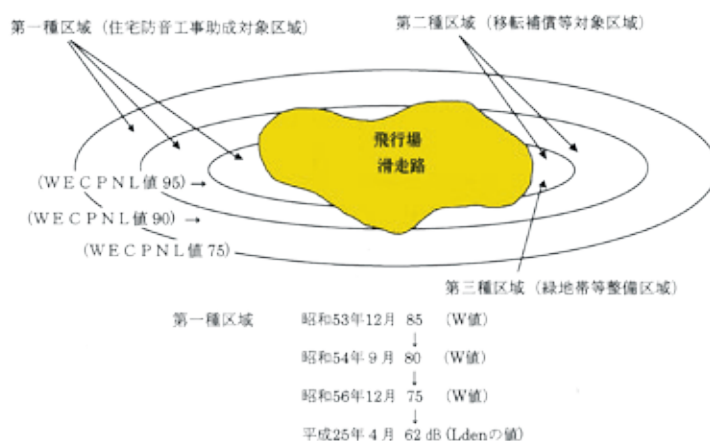 第一種区域（住宅防音工事助成対象区域）
第二種区域（移転補償等対象区域）
飛行場
滑走路
（ＷＥＣＰＮＬ値95）→
（ＷＥＣＰＮＬ値90）→
（ＷＥＣＰＮＬ値75）
第三種区域（緑地帯等整備区域）
第一種区域 昭和53年12月 85 （W値）
↓
昭和54年９月 80 （W値）
↓
昭和56年12月 75 （W値）
↓
平成25年４月 62 dB (Ldenの値)